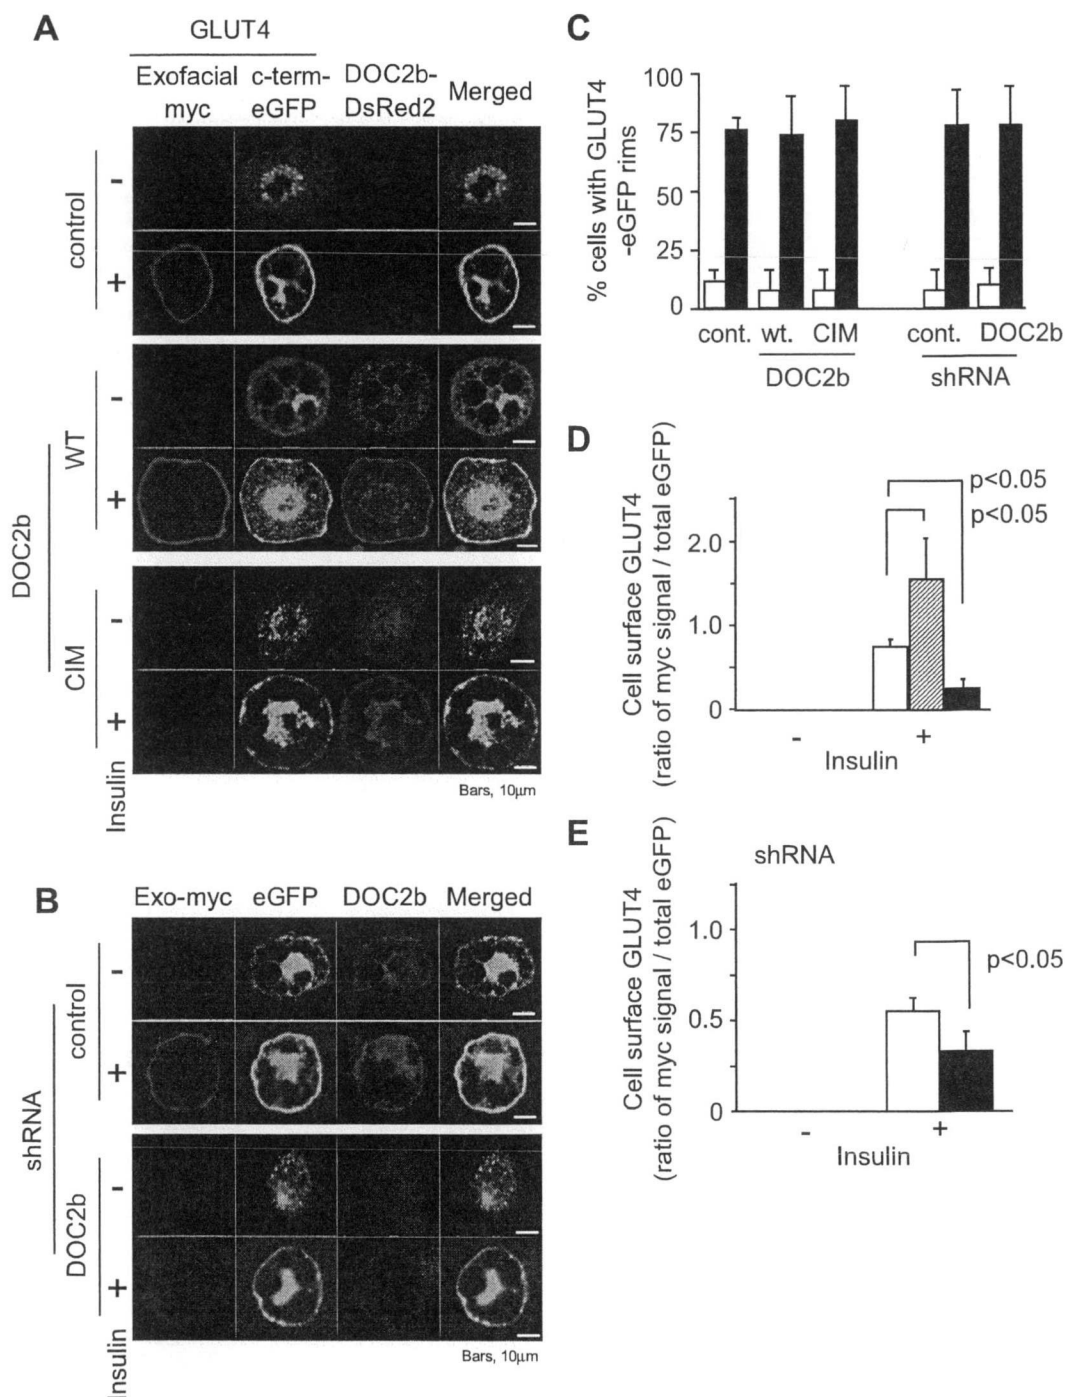 A
GLUT4
Exofacial myc
c-term-eGFP
DOC2b-DsRed2
Merged
control
-
+
DOC2b
WT
-
+
CIM
-
+
Insulin
Bars, 10μm
B
Exo-myc eGFP DOC2b Merged
shRNA
control
-
+
DOC2b
-
+
Insulin
Bars, 10μm
C
% cells with GLUT4
-eGFP rims
100
75
50
25
0
cont. wt. CIM cont. DOC2b
DOC2b shRNA
D
Cell surface GLUT4
(ratio of myc signal / total eGFP)
2.0
1.0
0
p<0.05
p<0.05
- +
Insulin
E
shRNA
Cell surface GLUT4
(ratio of myc signal / total eGFP)
1.0
0.5
0
p<0.05
- +
Insulin